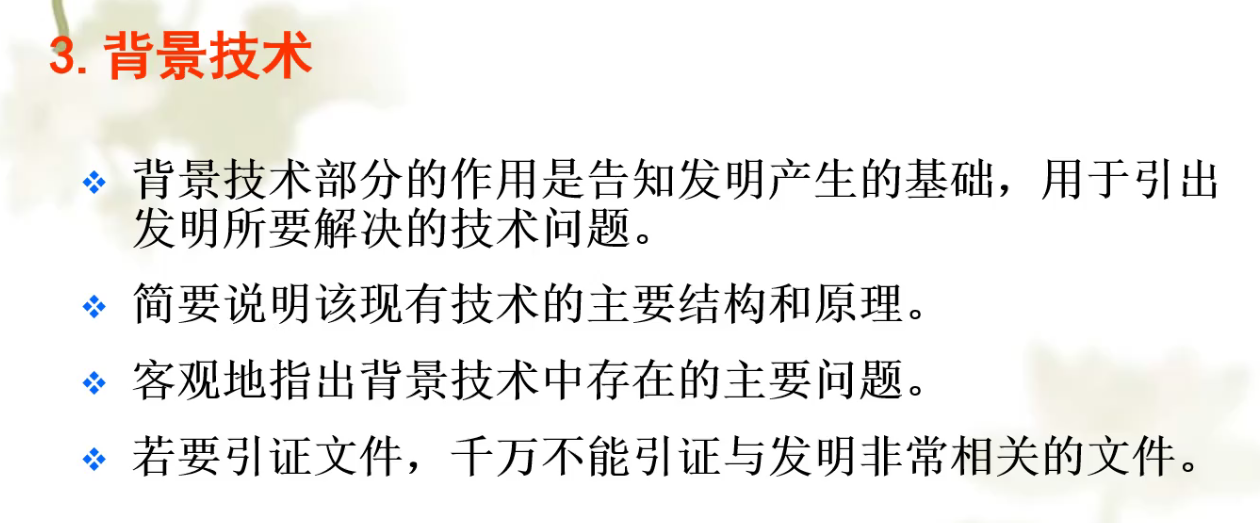 3. 背景技术
背景技术部分的作用是告知发明产生的基础，用于引出
发明所要解决的技术问题。
简要说明该现有技术的主要结构和原理。
客观地指出背景技术中存在的主要问题。
若要引证文件，千万不能引证与发明非常相关的文件。